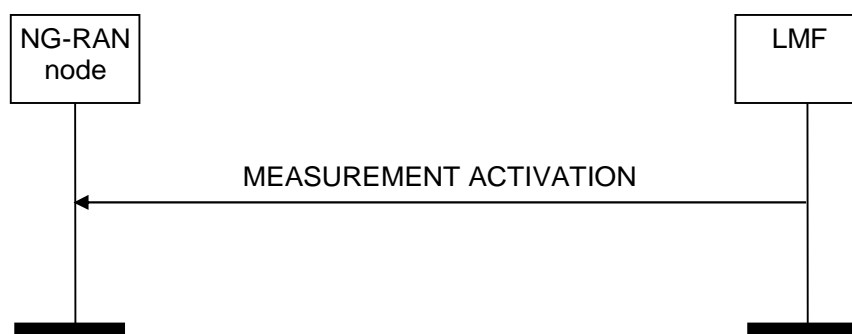 NG-RAN
node
LMF
MEASUREMENT ACTIVATION